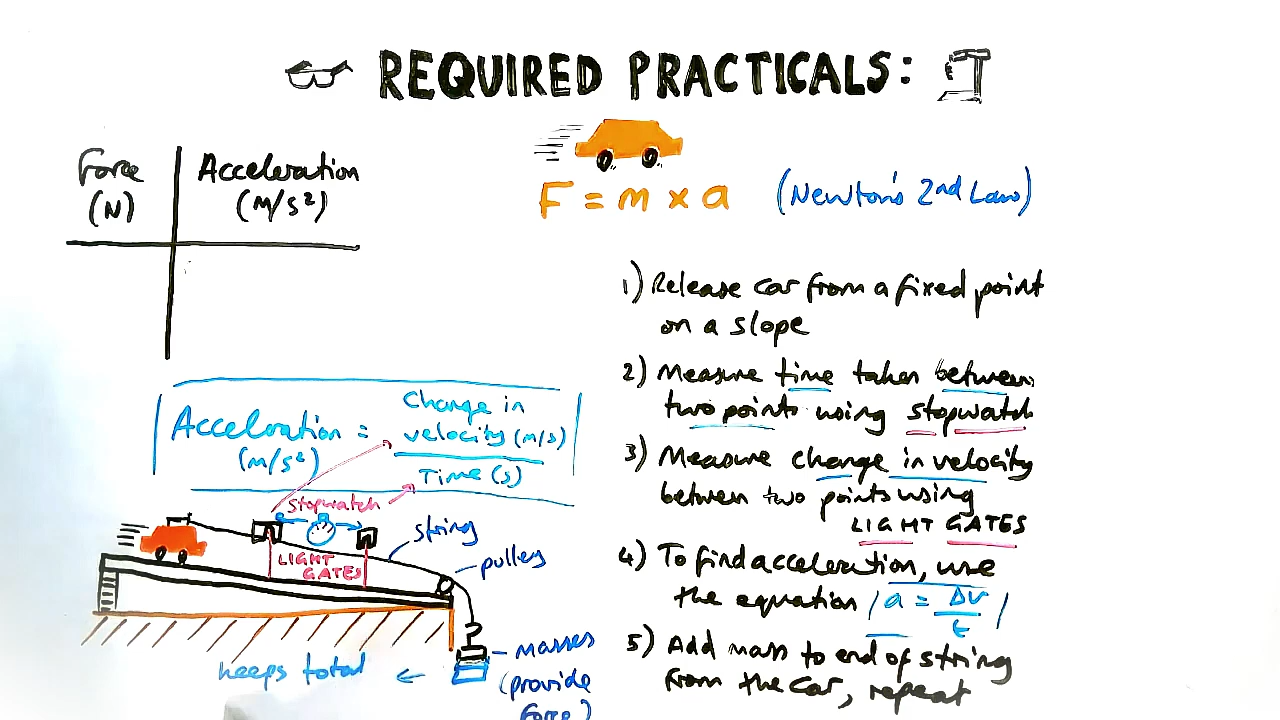 REQUIRED PRACTICALS:
F = m x a (Newton's 2nd Law)
Force
(N)
Acceleration
(M/s²)
1) Release car from a fixed point
on a slope
2) Measure time taken between
two points using stopwatch
3) Measure change in velocity
between two points using
LIGHT GATES
4) To find acceleration, use
the equation a = Δv
t
5) Add mass to end of string
from the car, repeat
Acceleration =
(m/s²)
Change in
velocity (m/s)
Time (s)
Stopwatch
LIGHT
GATES
string
pulley
masses
(provide
force)
keeps total